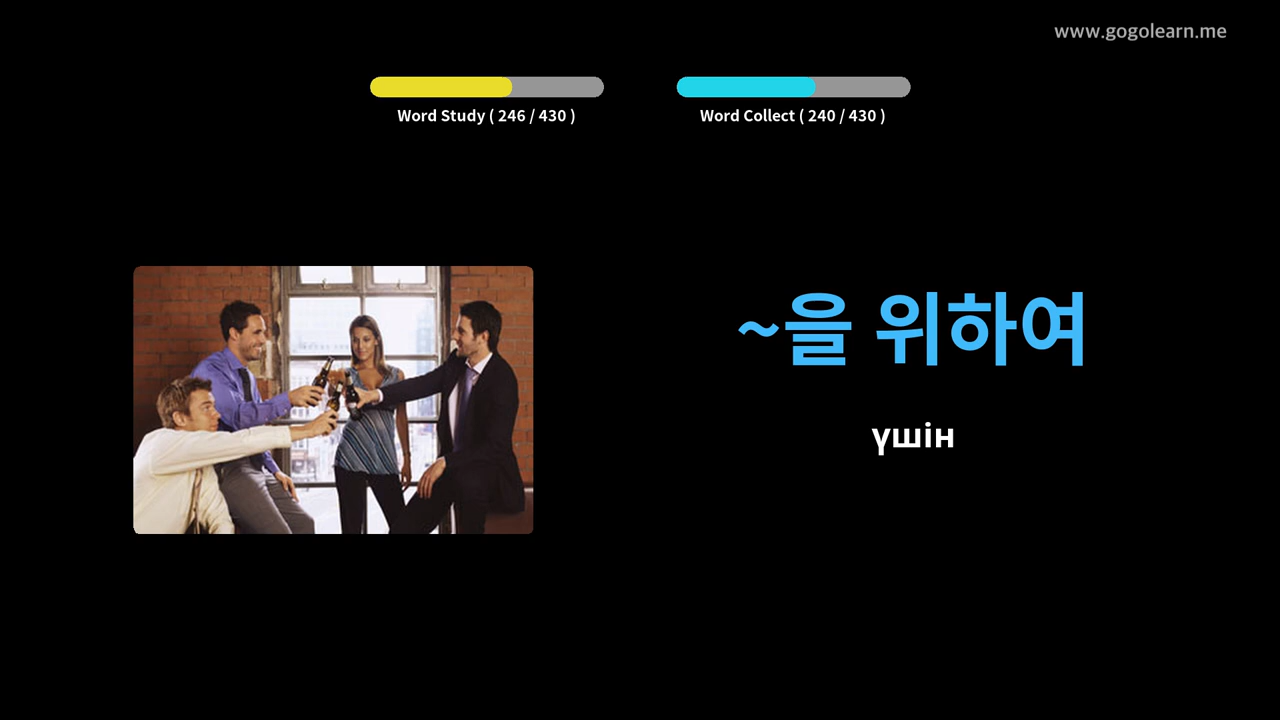 www.gogolearn.me
Word Study ( 246 / 430 )
Word Collect ( 240 / 430 )
~을 위하여
үшін